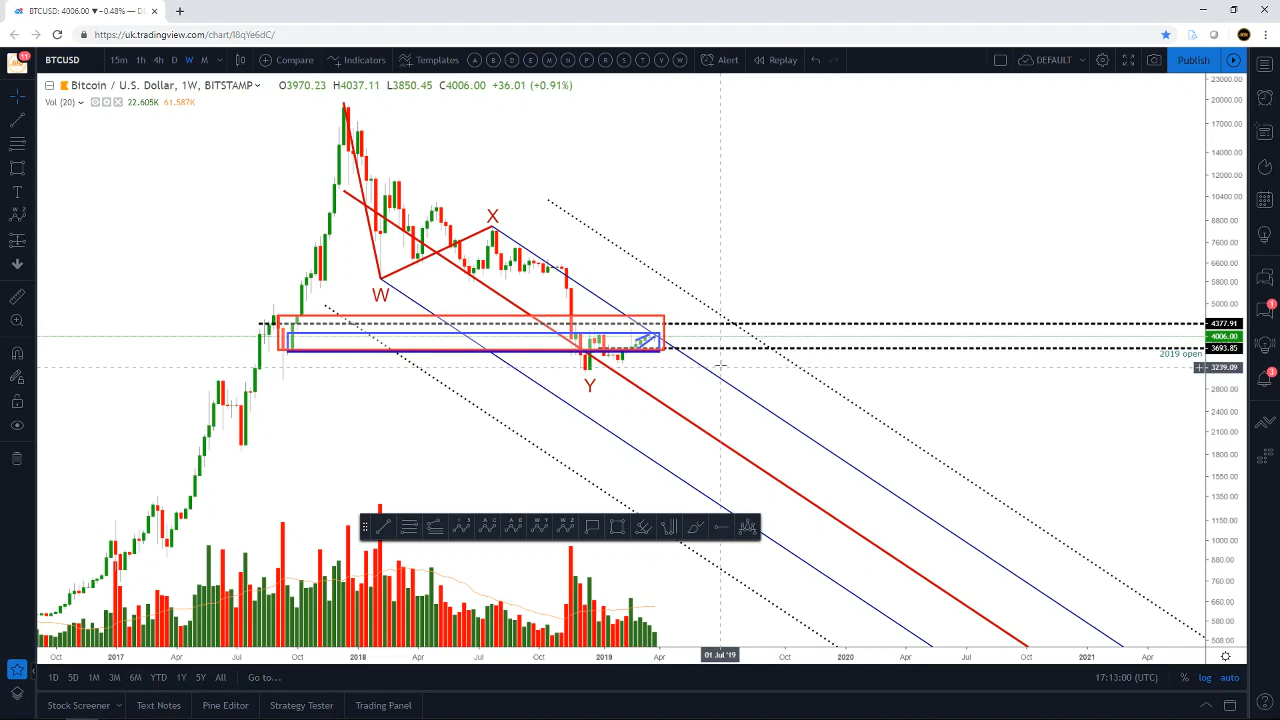 BTCUSD: 4006.00 ▼−0.48% — D
https://uk.tradingview.com/chart/l8qYe6dC/
11
BTCUSD 15m 1h 4h D W M Compare Indicators Templates A B D E M P R S T V W Alert Replay DEFAULT Publish
Bitcoin / U.S. Dollar, 1W, BITSTAMP O3970.23 H4037.11 L3850.45 C4006.00 +36.01 (+0.91%)
Vol (20) 22.605K 61.587K
23000.00
20000.00
17000.00
14000.00
12000.00
10400.00
8800.00
X
7600.00
6600.00
W
5000.00
4377.91
4006.00
3693.85
2019 open
3239.09
Y
2800.00
2400.00
2100.00
1800.00
1550.00
1350.00
1150.00
1000.00
880.00
760.00
660.00
580.00
508.00
Oct 2017 Apr Jul Oct 2018 Apr Jul Oct 2019 Apr 01 Jul '19 Oct 2020 Apr Jul Oct 2021 Apr
1D 5D 1M 3M 6M YTD 1Y 5Y All Go to... 17:13:00 (UTC) % log auto
Stock Screener Text Notes Pine Editor Strategy Tester Trading Panel